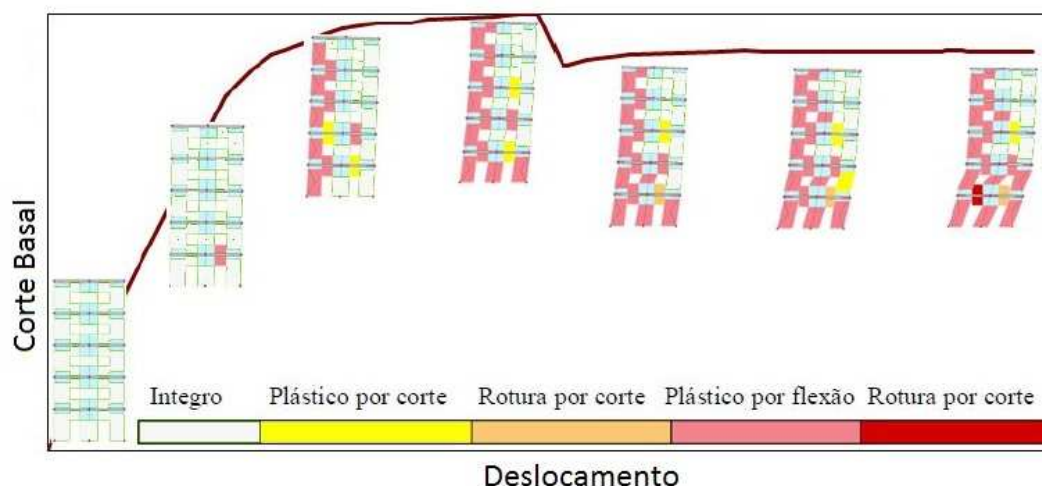 Corte Basal
Integro
Plástico por corte
Rotura por corte
Plástico por flexão
Rotura por corte
Deslocamento